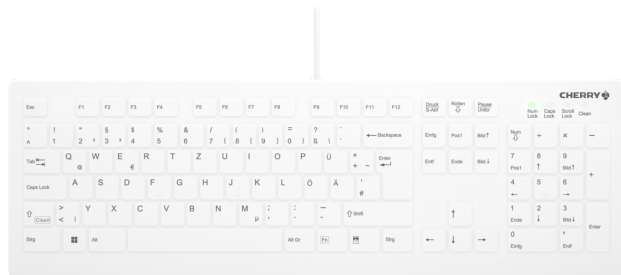 CHERRY
Num Lock Caps Lock Scroll Lock Clean
Esc F1 F2 F3 F4 F5 F6 F7 F8 F9 F10 F11 F12 Druck S-Abf Rollen Pause Untbr
° ^ ! 1 " 2 ² § 3 ³ $ 4 % 5 & 6 / 7 { ( 8 [ ) 9 ] = 0 } ? ß \ ` ´ ← Backspace Einfg Pos1 Bild↑ Num ÷ × −
Tab Q @ W E € R T Z U I O P Ü * + ~ Enter Entf Ende Bild↓ 7 Pos1 8 ↑ 9 Bild↑ +
Caps Lock A S D F G H J K L Ö Ä ' # 4 ← 5 6 →
⇧ Clean > < | Y X C V B N M µ ; , : . _ - ⇧ Shift ↑ 1 Ende 2 ↓ 3 Bild↓ Enter
Strg Alt Alt Gr Fn Strg ← ↓ → 0 Einfg , Entf